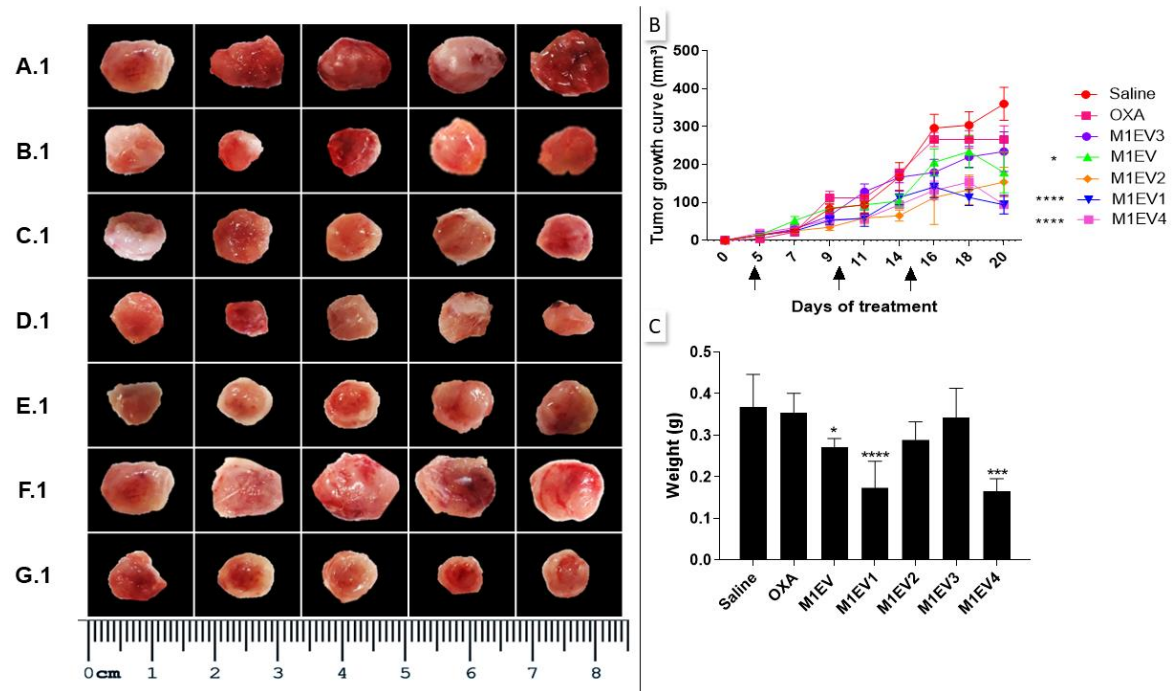 A.1
B.1
C.1
D.1
E.1
F.1
G.1
0cm 1 2 3 4 5 6 7 8
B
Tumor growth curve (mm³)
500
400
300
200
100
0
0 5 7 9 11 14 16 18 20
Days of treatment
Saline
OXA
M1EV3
* M1EV
M1EV2
**** M1EV1
**** M1EV4
C
Weight (g)
0.5
0.4
0.3
0.2
0.1
0.0
* **** ***
Saline OXA M1EV M1EV1 M1EV2 M1EV3 M1EV4